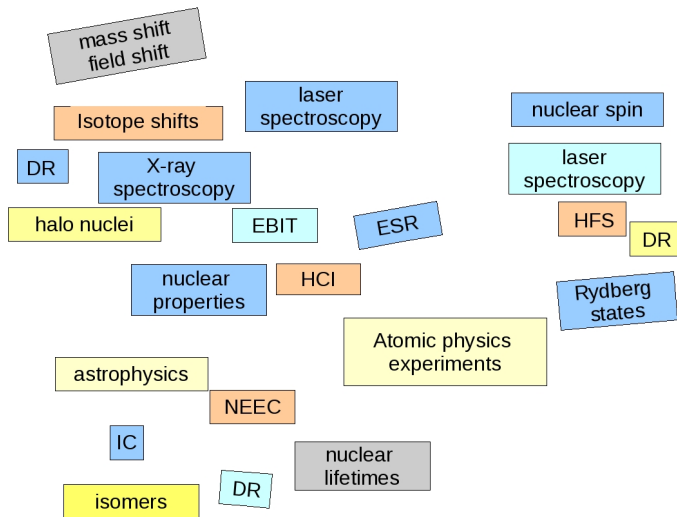 mass shift
field shift
laser
spectroscopy
Isotope shifts
nuclear spin
DR
X-ray
spectroscopy
laser
spectroscopy
halo nuclei
EBIT
ESR
HFS
DR
nuclear
properties
HCI
Rydberg
states
Atomic physics
experiments
astrophysics
NEEC
IC
nuclear
lifetimes
DR
isomers